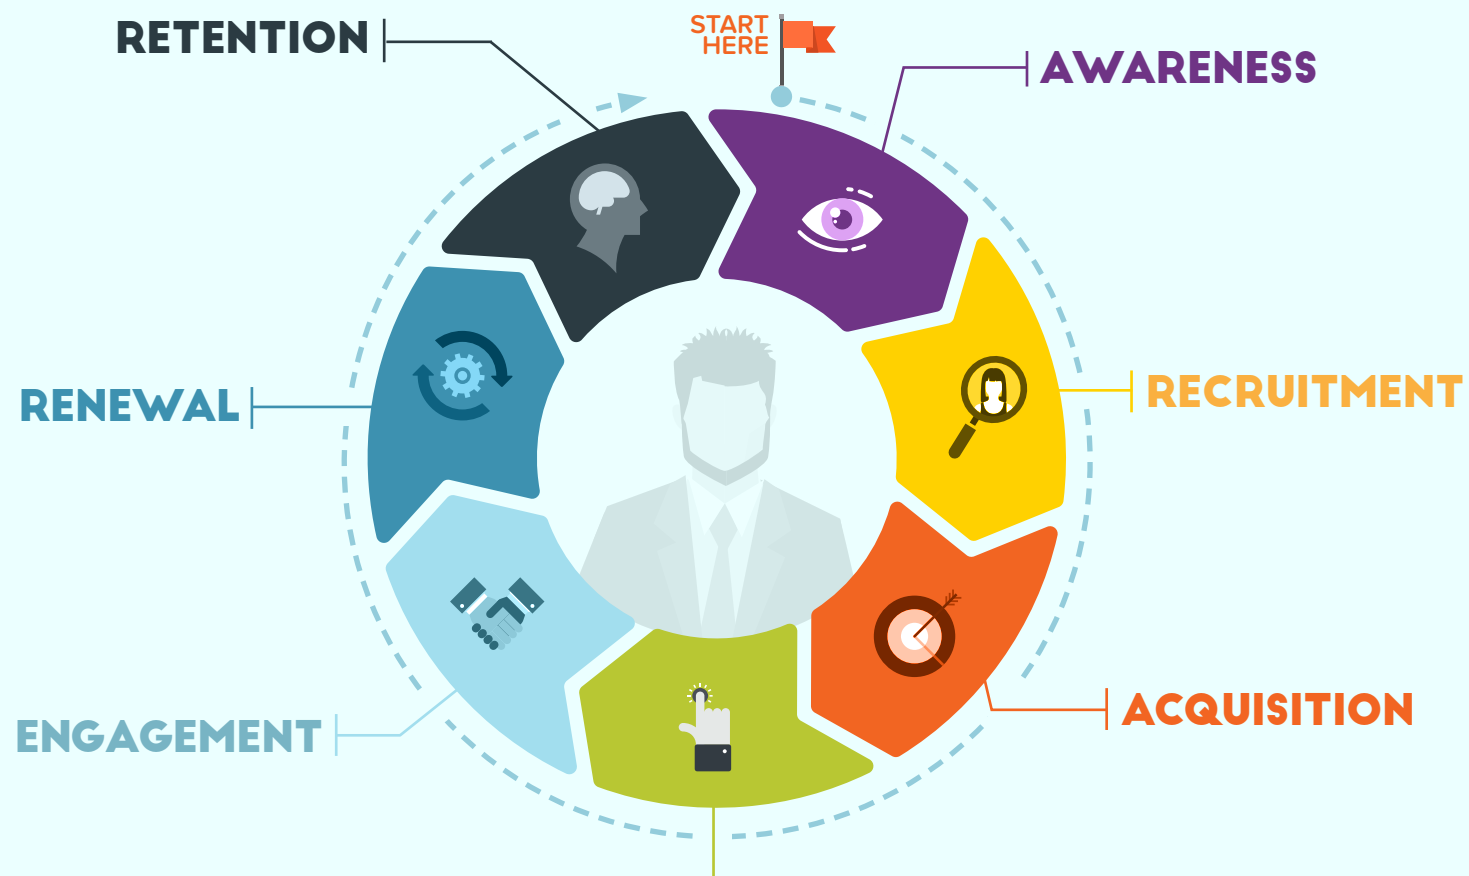 RETENTION
START
HERE
AWARENESS
RENEWAL
RECRUITMENT
ENGAGEMENT
ACQUISITION